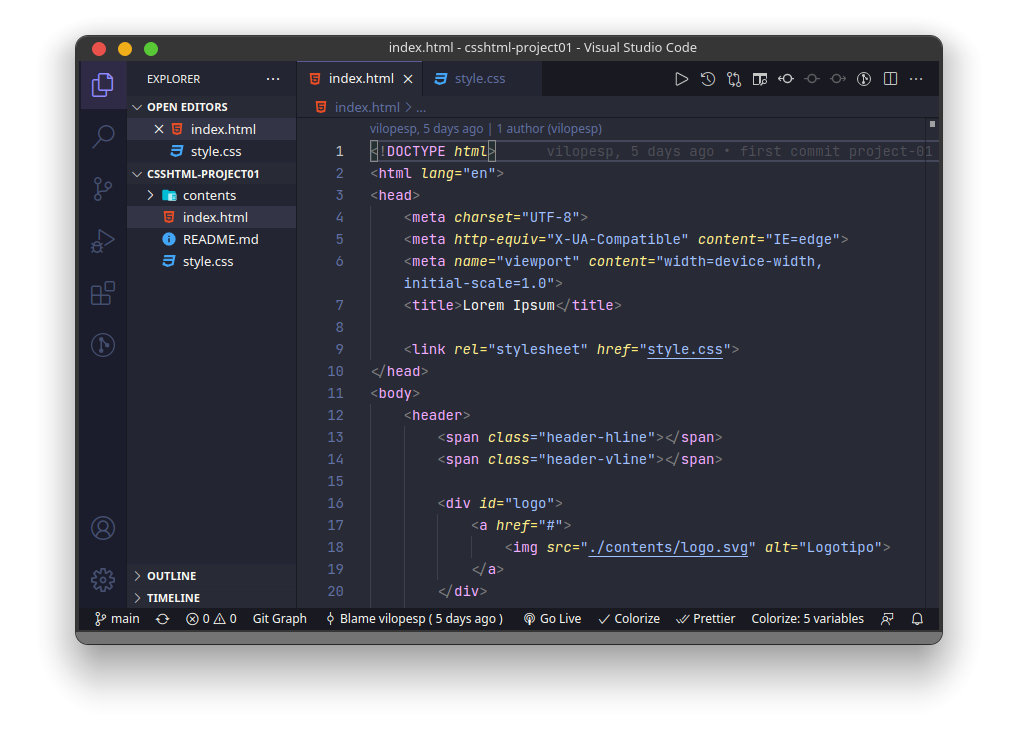 index.html - csshtml-project01 - Visual Studio Code
EXPLORER
OPEN EDITORS
index.html
style.css
CSSHTML-PROJECT01
contents
index.html
README.md
style.css
OUTLINE
TIMELINE
index.html
style.css
index.html > ...
vilopesp, 5 days ago | 1 author (vilopesp)
1 <!DOCTYPE html> vilopesp, 5 days ago • first commit project-01
2 <html lang="en">
3 <head>
4 <meta charset="UTF-8">
5 <meta http-equiv="X-UA-Compatible" content="IE=edge">
6 <meta name="viewport" content="width=device-width,
initial-scale=1.0">
7 <title>Lorem Ipsum</title>
8
9 <link rel="stylesheet" href="style.css">
10 </head>
11 <body>
12 <header>
13 <span class="header-hline"></span>
14 <span class="header-vline"></span>
15
16 <div id="logo">
17 <a href="#">
18 <img src="./contents/logo.svg" alt="Logotipo">
19 </a>
20 </div>
main 0 0 Git Graph Blame vilopesp ( 5 days ago ) Go Live Colorize Prettier Colorize: 5 variables